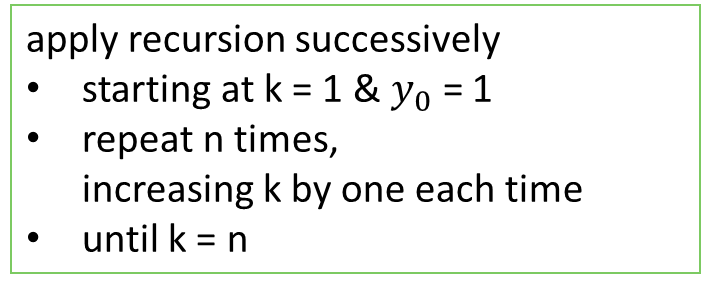 apply recursion successively
• starting at k = 1 & y₀ = 1
• repeat n times,
increasing k by one each time
• until k = n